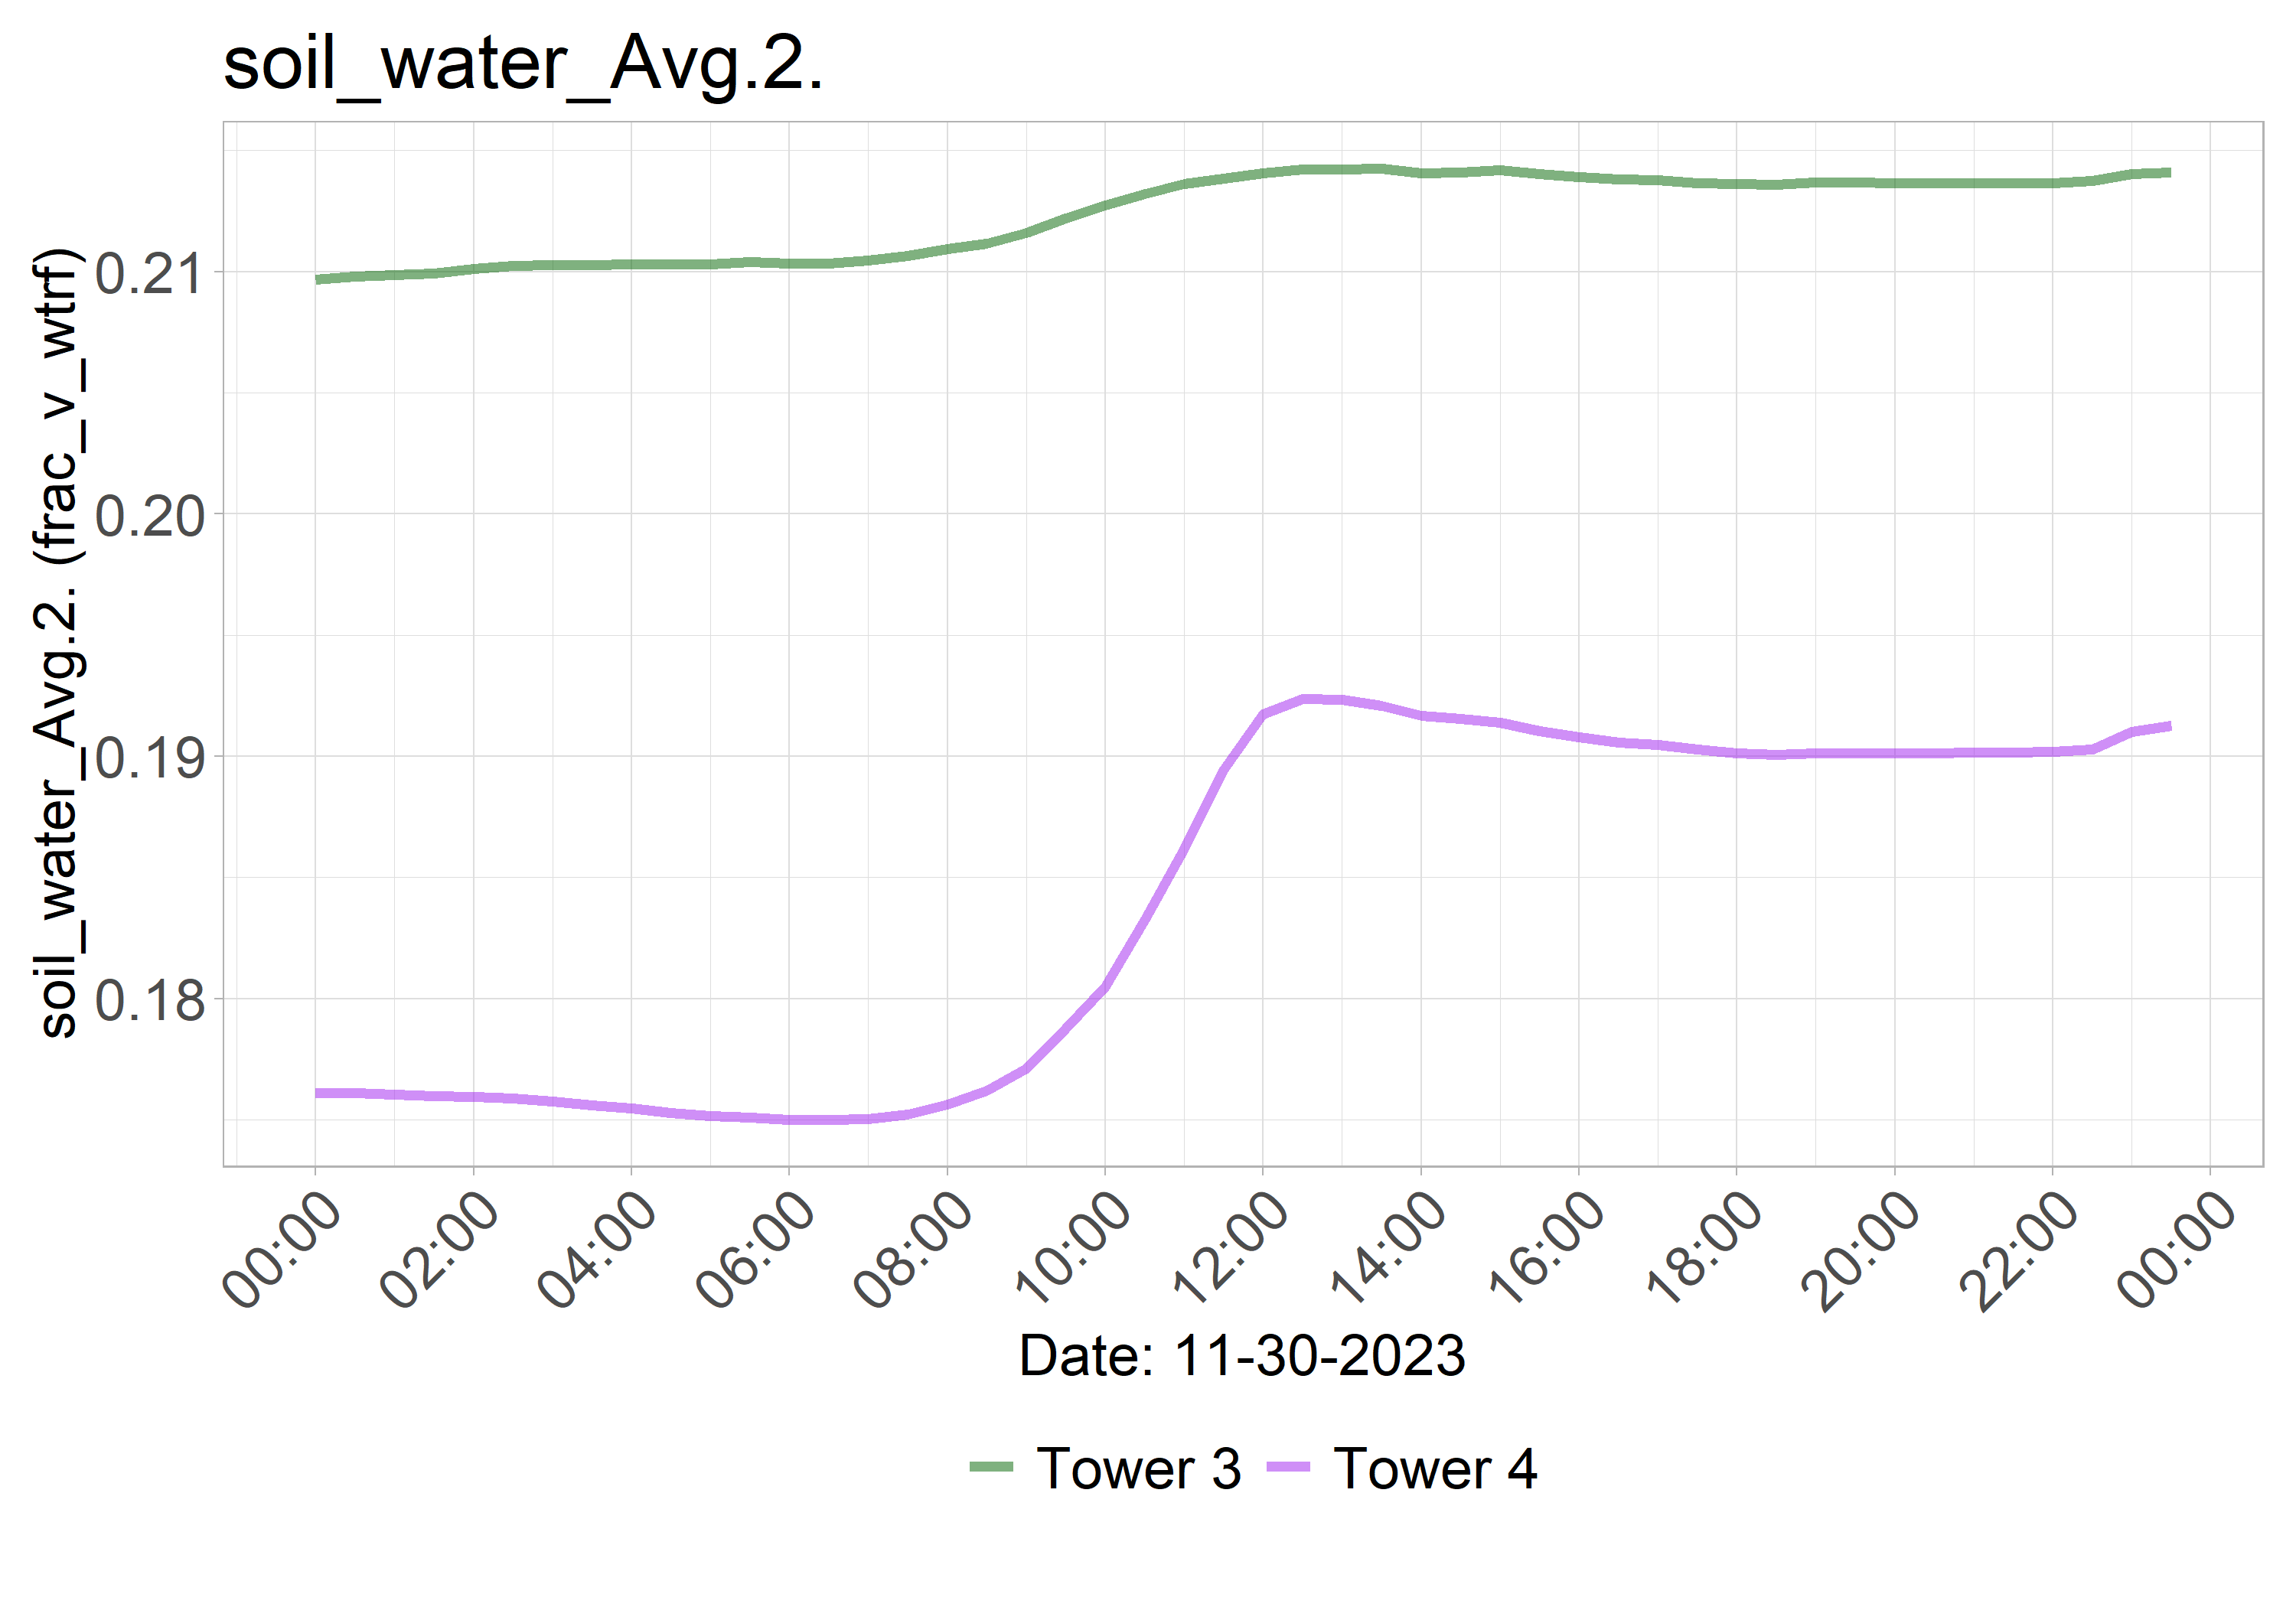 soil_water_Avg.2.
soil_water_Avg.2. (frac_v_wtrf)
0.21
0.20
0.19
0.18
00:00 02:00 04:00 06:00 08:00 10:00 12:00 14:00 16:00 18:00 20:00 22:00 00:00
Date: 11-30-2023
Tower 3 Tower 4